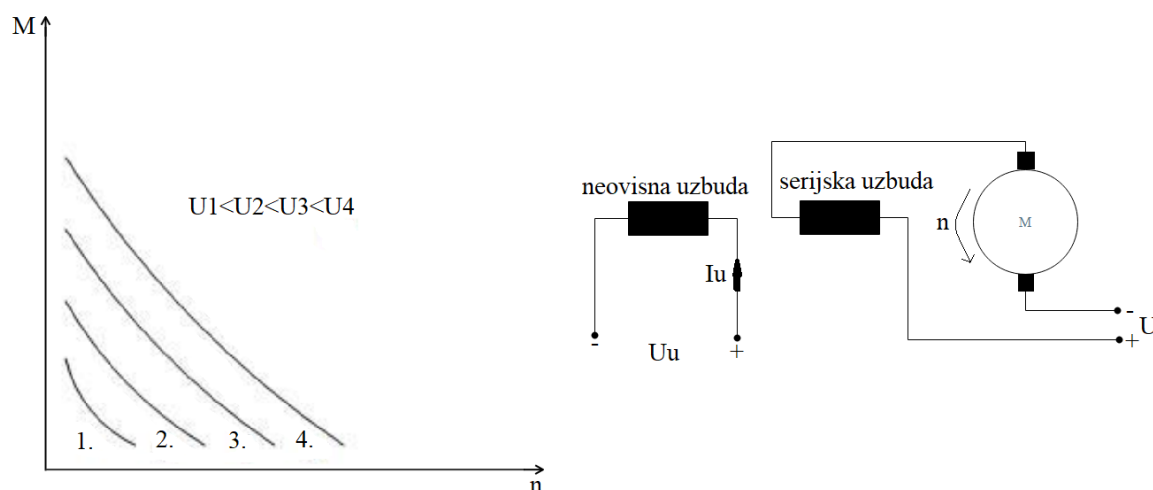 M
U1<U2<U3<U4
1.
2.
3.
4.
n
neovisna uzbuda
serijska uzbuda
M
n
Iu
-
Uu
+
-
U
+